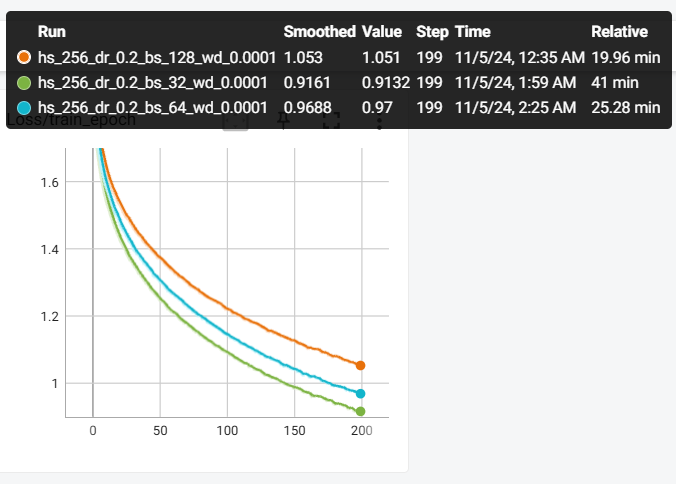 Run Smoothed Value Step Time Relative
hs_256_dr_0.2_bs_128_wd_0.0001 1.053 1.051 199 11/5/24, 12:35 AM 19.96 min
hs_256_dr_0.2_bs_32_wd_0.0001 0.9161 0.9132 199 11/5/24, 1:59 AM 41 min
hs_256_dr_0.2_bs_64_wd_0.0001 0.9688 0.97 199 11/5/24, 2:25 AM 25.28 min
Loss/train_epoch
1.6
1.4
1.2
1
0 50 100 150 200